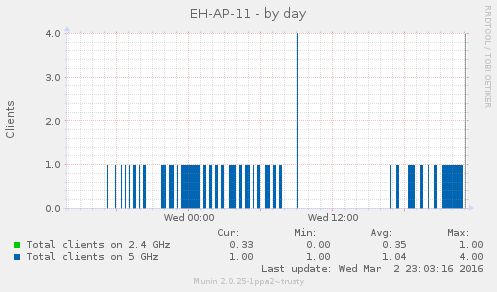 EH-AP-11 - by day
RRDTOOL / TOBI OETIKER
Clients
4.0
3.0
2.0
1.0
0.0
Wed 00:00 Wed 12:00
Cur: Min: Avg: Max:
Total clients on 2.4 GHz 0.33 0.00 0.35 1.00
Total clients on 5 GHz 1.00 1.00 1.04 4.00
Last update: Wed Mar 2 23:03:16 2016
Munin 2.0.25-1ppa2~trusty